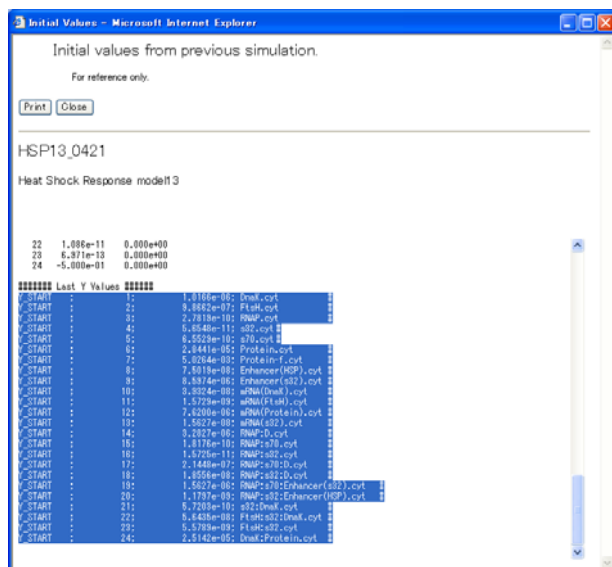 Initial Values - Microsoft Internet Explorer
Initial values from previous simulation.
For reference only.
Print Close
HSP13_0421
Heat Shock Response model13
22 1.086e-11 0.000e+00
23 6.971e-13 0.000e+00
24 -5.000e-01 0.000e+00
####### Last Y Values ######
Y_START : 1: 1.0166e-06: DnaK.cyt #
Y_START : 2: 9.8662e-07: FtsH.cyt #
Y_START : 3: 2.7819e-10: RNAP.cyt #
Y_START : 4: 5.6548e-11: s32.cyt #
Y_START : 5: 6.5529e-10: s70.cyt #
Y_START : 6: 2.0441e-05: Protein.cyt #
Y_START : 7: 5.0264e-03: Protein-f.cyt #
Y_START : 8: 7.5019e-08: Enhancer(HSP).cyt #
Y_START : 9: 8.5974e-06: Enhancer(s32).cyt #
Y_START : 10: 3.9324e-08: mRNA(DnaK).cyt #
Y_START : 11: 1.5729e-09: mRNA(FtsH).cyt #
Y_START : 12: 7.6200e-06: mRNA(Protein).cyt #
Y_START : 13: 1.5627e-08: mRNA(s32).cyt #
Y_START : 14: 3.2827e-06: RNAP:D.cyt #
Y_START : 15: 1.8176e-10: RNAP:s70.cyt #
Y_START : 16: 1.5725e-11: RNAP:s32.cyt #
Y_START : 17: 2.1448e-07: RNAP:s70:D.cyt #
Y_START : 18: 1.8556e-08: RNAP:s32:D.cyt #
Y_START : 19: 1.5627e-06: RNAP:s70:Enhancer(s32).cyt #
Y_START : 20: 1.1797e-09: RNAP:s32:Enhancer(HSP).cyt #
Y_START : 21: 5.7203e-10: s32:DnaK.cyt #
Y_START : 22: 5.6435e-08: FtsH:s32:DnaK.cyt #
Y_START : 23: 5.5789e-09: FtsH:s32.cyt #
Y_START : 24: 2.5142e-05: DnaK:Protein.cyt #